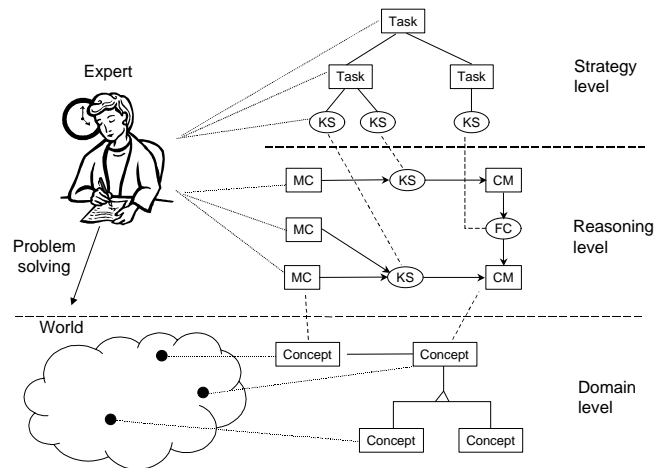 Task
Expert
Strategy
level
Task
Task
KS
KS
KS
MC
KS
CM
MC
FC
Reasoning
level
Problem
solving
MC
KS
CM
World
Concept
Concept
Domain
level
Concept
Concept